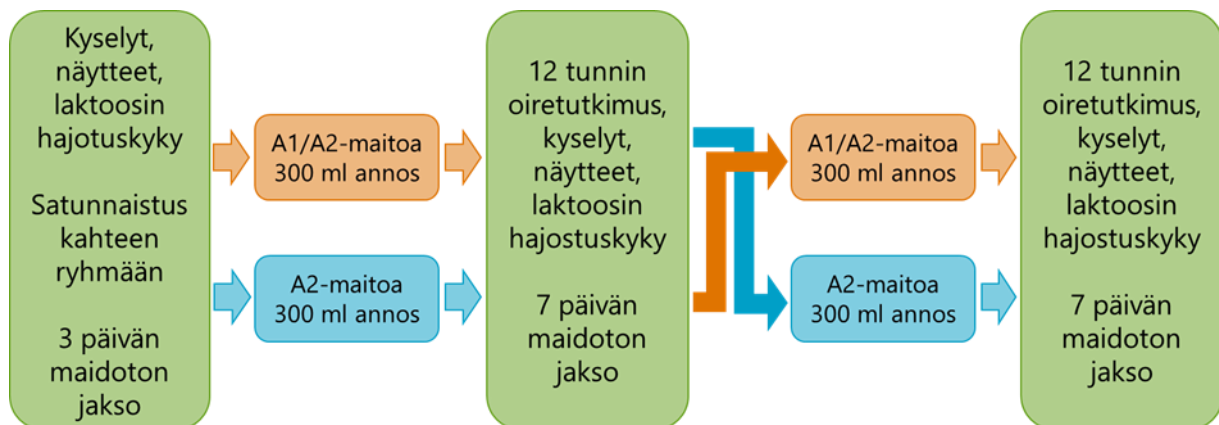 Kyselyt,
näytteet,
laktoosin
hajotuskyky
Satunnaistus
kahteen
ryhmään
3 päivän
maidoton
jakso
A1/A2-maitoa
300 ml annos
A2-maitoa
300 ml annos
12 tunnin
oiretutkimus,
kyselyt,
näytteet,
laktoosin
hajostuskyky
7 päivän
maidoton
jakso
A1/A2-maitoa
300 ml annos
A2-maitoa
300 ml annos
12 tunnin
oiretutkimus,
kyselyt,
näytteet,
laktoosin
hajostuskyky
7 päivän
maidoton
jakso